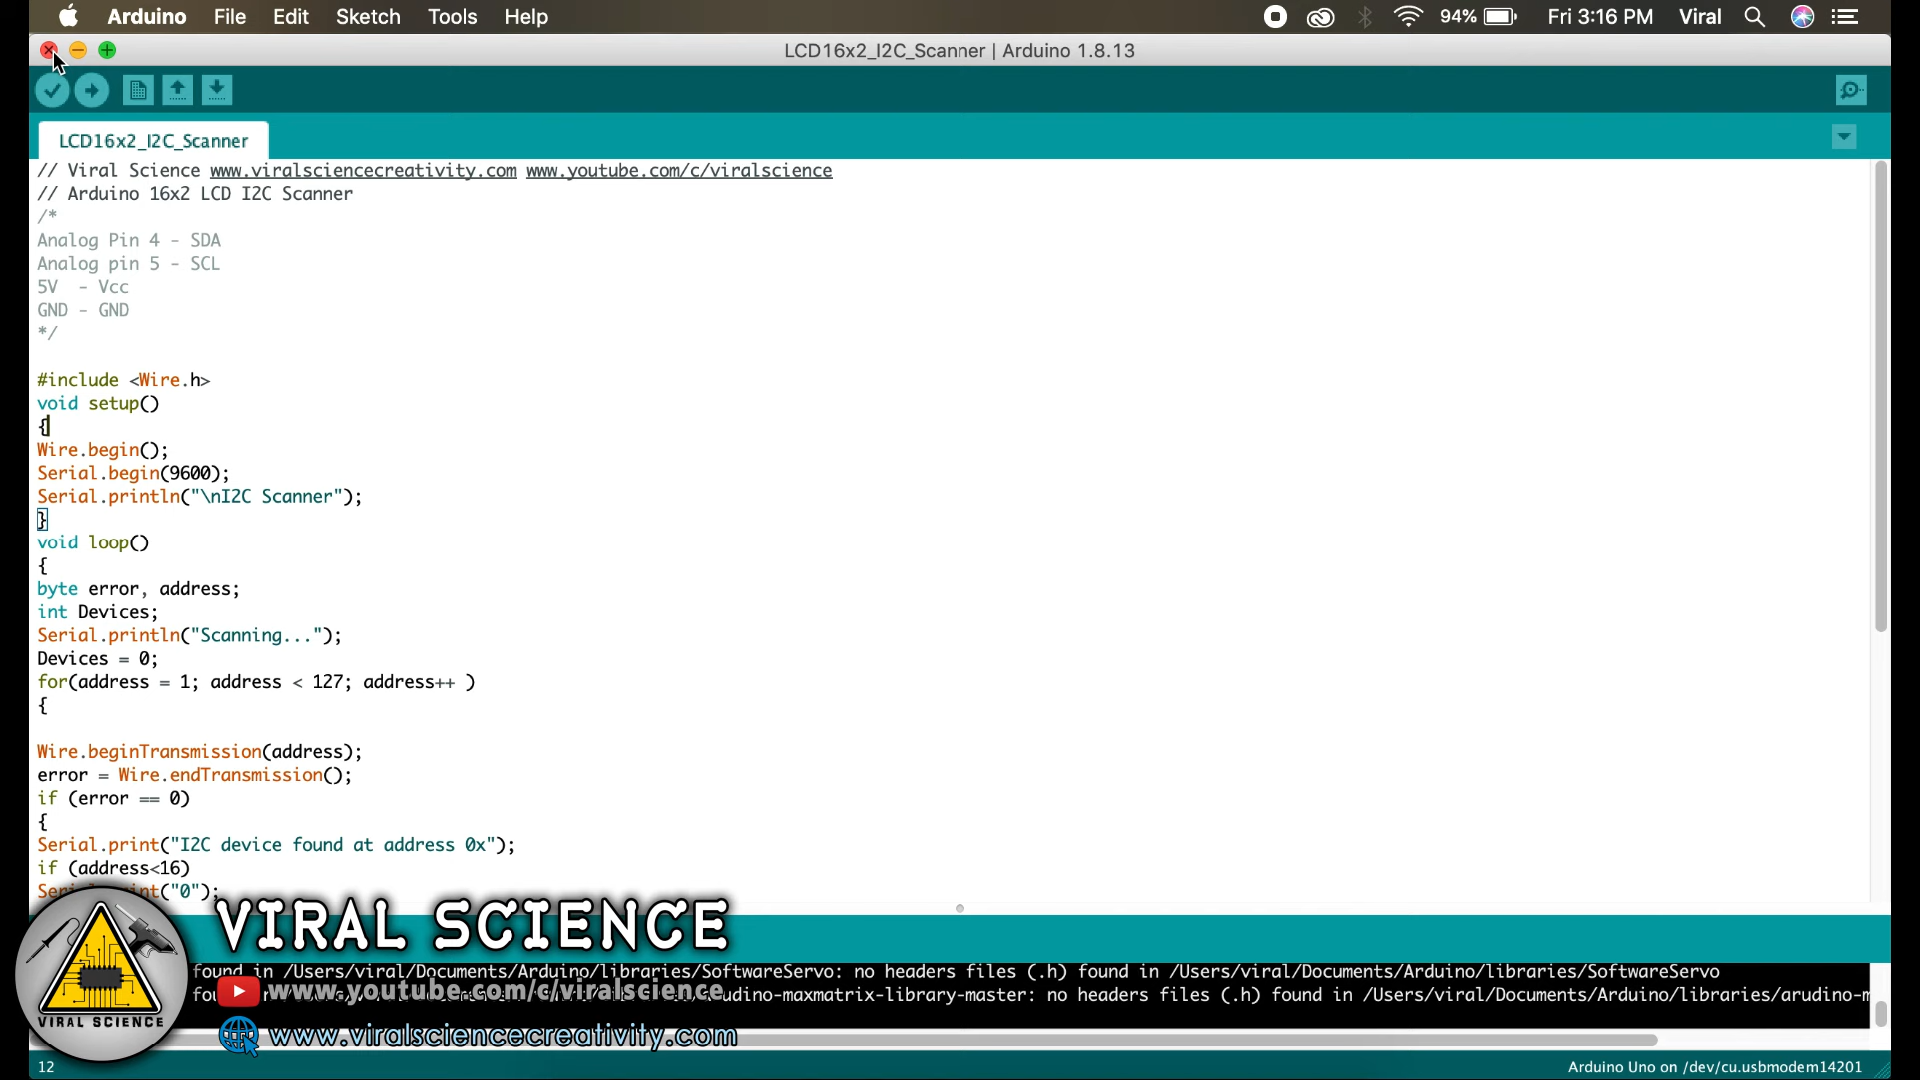 Arduino File Edit Sketch Tools Help 94% Fri 3:16 PM Viral
LCD16x2_I2C_Scanner | Arduino 1.8.13
LCD16x2_I2C_Scanner
// Viral Science www.viralsciencecreativity.com www.youtube.com/c/viralscience
// Arduino 16x2 LCD I2C Scanner
/*
Analog Pin 4 - SDA
Analog pin 5 - SCL
5V - Vcc
GND - GND
*/
#include <Wire.h>
void setup()
{
Wire.begin();
Serial.begin(9600);
Serial.println("\nI2C Scanner");
}
void loop()
{
byte error, address;
int Devices;
Serial.println("Scanning...");
Devices = 0;
for(address = 1; address < 127; address++ )
{
Wire.beginTransmission(address);
error = Wire.endTransmission();
if (error == 0)
{
Serial.print("I2C device found at address 0x");
if (address<16)
("0");
VIRAL SCIENCE
found in /Users/viral/Documents/Arduino/libraries/SoftwareServo: no headers files (.h) found in /Users/viral/Documents/Arduino/libraries/SoftwareServo
www.youtube.com/c/viralscience
-maxmatrix-library-master: no headers files (.h) found in /Users/viral/Documents/Arduino/libraries/arudino-m
VIRAL SCIENCE
www.viralsciencecreativity.com
12 Arduino Uno on /dev/cu.usbmodem14201